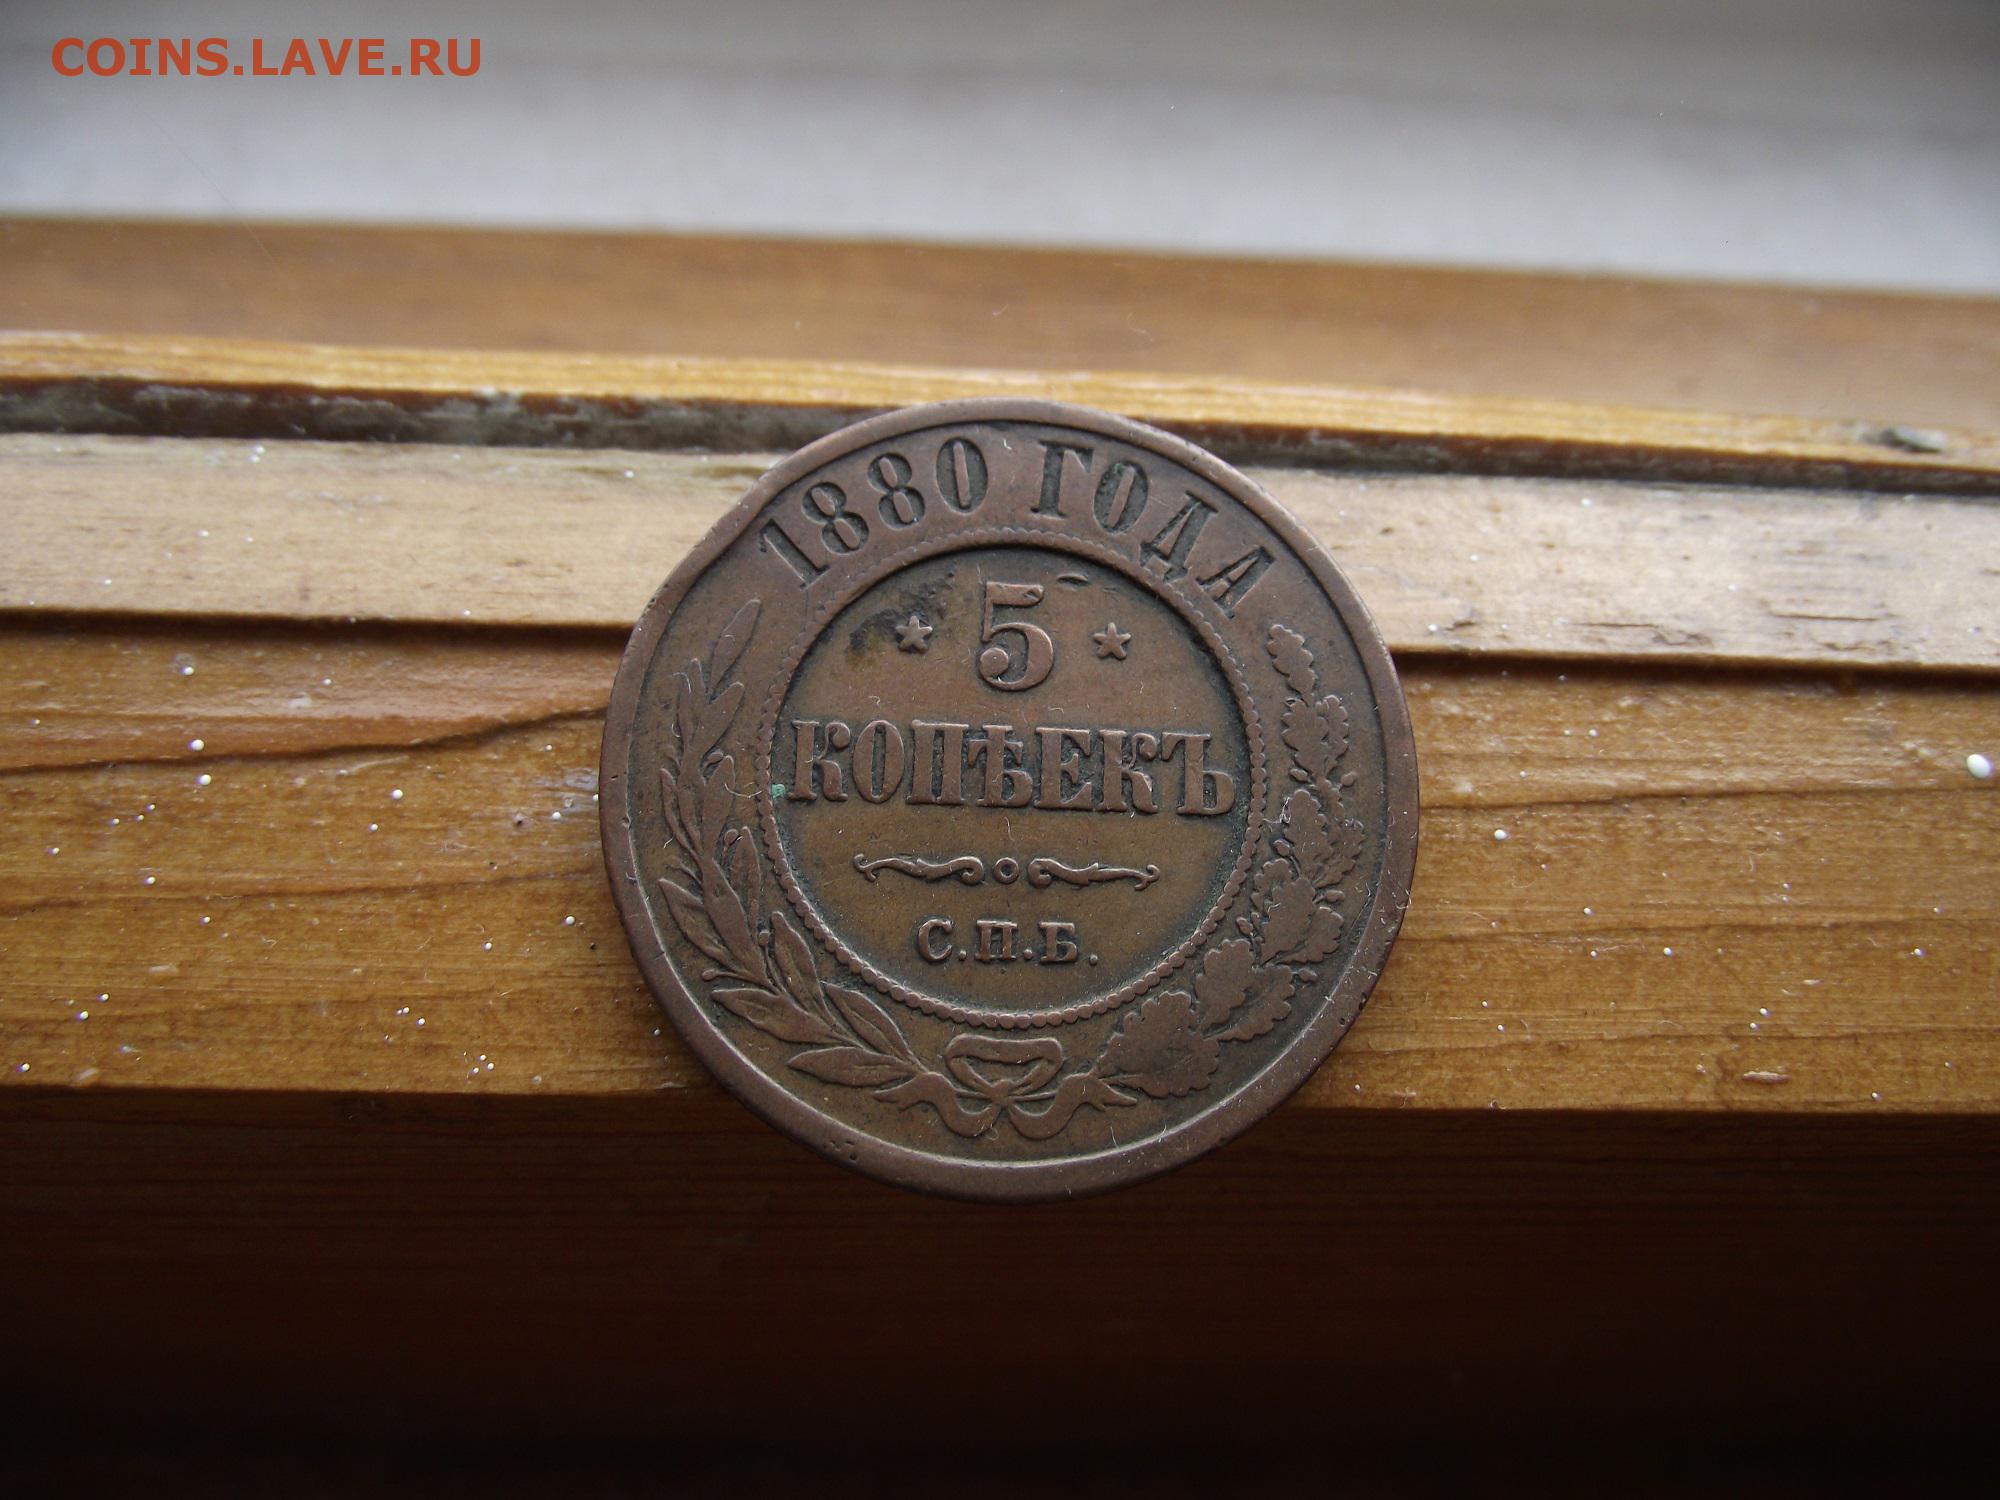 COINS.LAVE.RU
1880 ГОДА
5
КОПѢЕКЪ
С.П.Б.